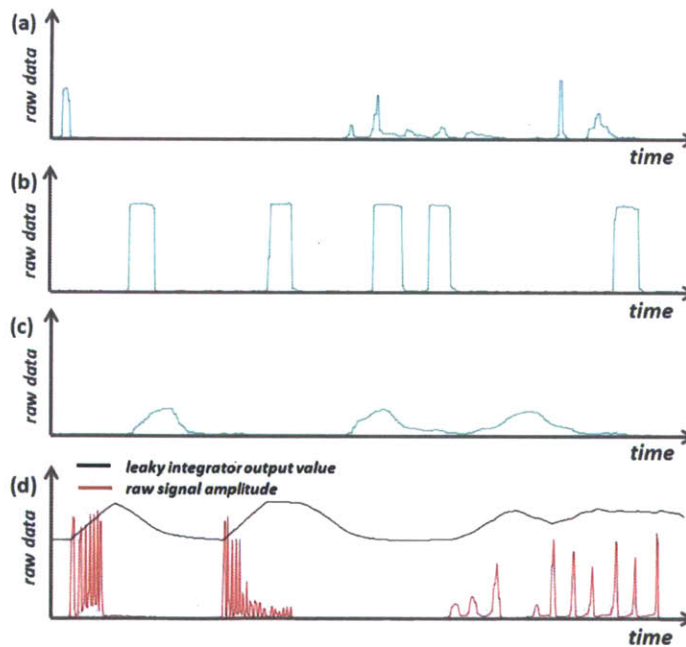 (a)
raw data
time
(b)
raw data
time
(c)
raw data
time
(d)
leaky integrator output value
raw signal amplitude
raw data
time